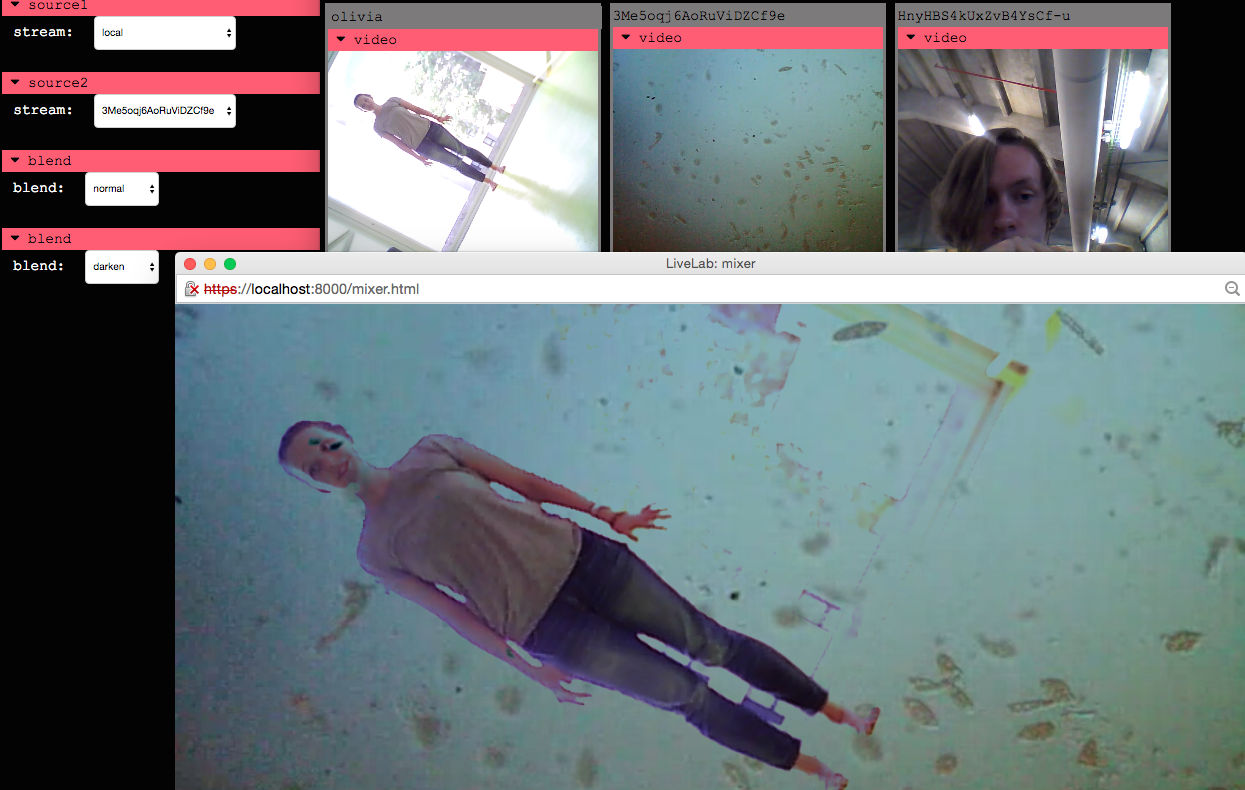 source1
stream: local
source2
stream: 3Me5oqj6AoRuViDZCf9e
blend
blend: normal
blend
blend: darken
olivia
video
3Me5oqj6AoRuViDZCf9e
video
HnyHBS4kUxZvB4YsCf-u
video
LiveLab: mixer
https://localhost:8000/mixer.html